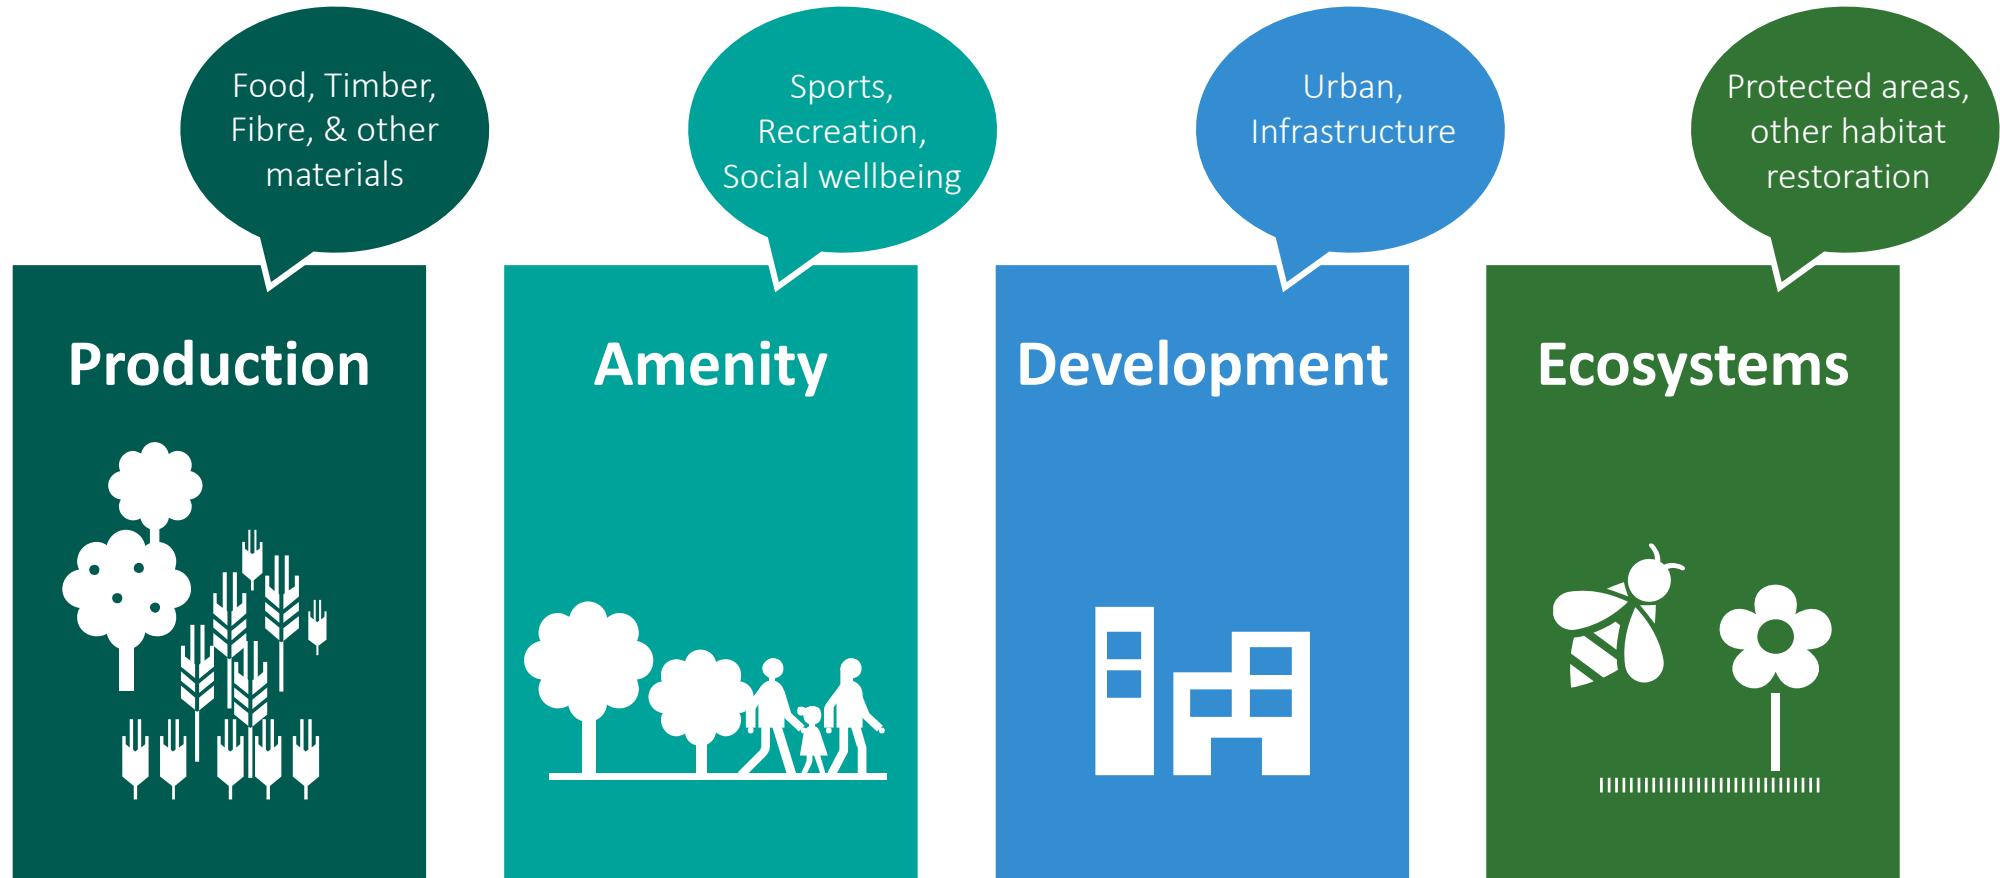 Food, Timber,
Fibre, & other
materials
Production
Sports,
Recreation,
Social wellbeing
Amenity
Urban,
Infrastructure
Development
Protected areas,
other habitat
restoration
Ecosystems